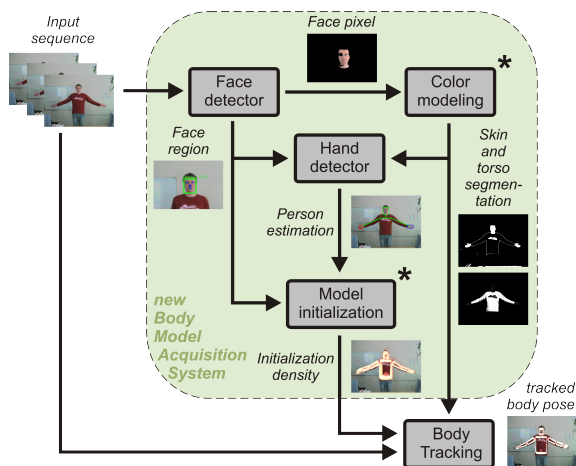 Input
sequence
Face pixel
Face
detector
Color
modeling
*
Face
region
Hand
detector
Skin
and
torso
segmen-
tation
Person
estimation
Model
initialization
*
new
Body
Model
Acquisition
System
Initialization
density
tracked
body pose
Body
Tracking